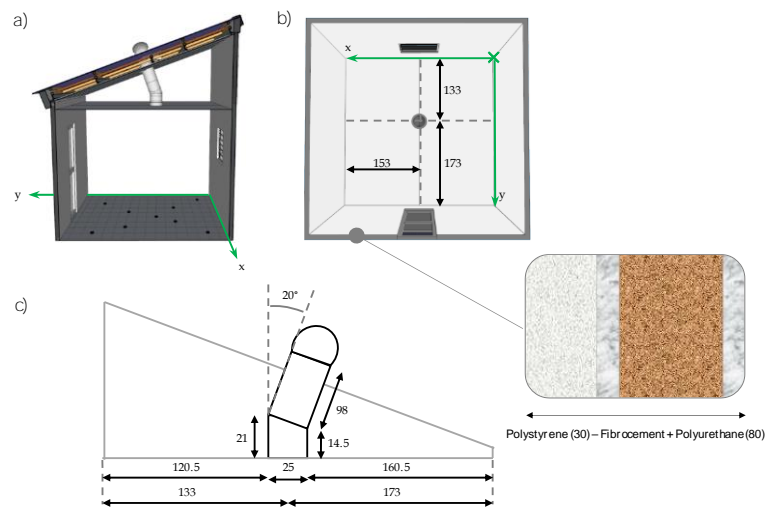 a)
y
x
b)
x
133
153
173
y
Polystyrene (30) – Fibrocement + Polyurethane (80)
c)
20°
98
21
14.5
120.5
25
160.5
133
173